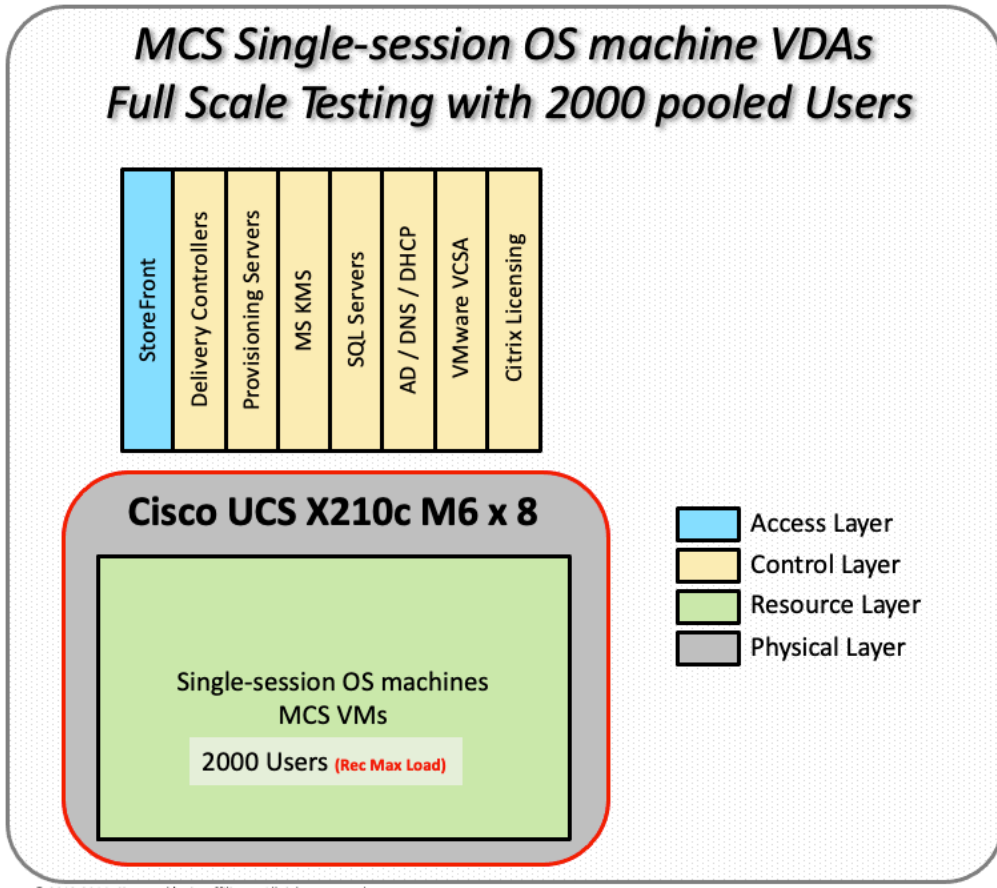 MCS Single-session OS machine VDAs
Full Scale Testing with 2000 pooled Users
StoreFront
Delivery Controllers
Provisioning Servers
MS KMS
SQL Servers
AD / DNS / DHCP
VMware VCSA
Citrix Licensing
Cisco UCS X210c M6 x 8
Single-session OS machines
MCS VMs
2000 Users (Rec Max Load)
Access Layer
Control Layer
Resource Layer
Physical Layer